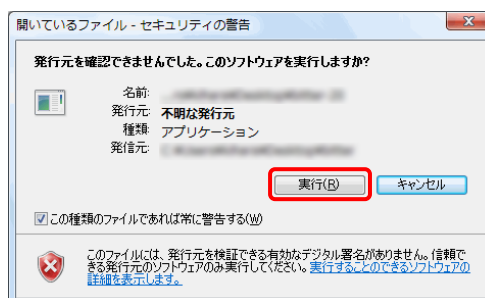 開いているファイル - セキュリティの警告
発行元を確認できませんでした。このソフトウェアを実行しますか?
名前:
発行元: 不明な発行元
種類: アプリケーション
発信元:
実行(R)
キャンセル
この種類のファイルであれば常に警告する(W)
このファイルには、発行元を検証できる有効なデジタル署名がありません。信頼で
きる発行元のソフトウェアのみ実行してください。実行することのできるソフトウェアの
詳細を表示します。